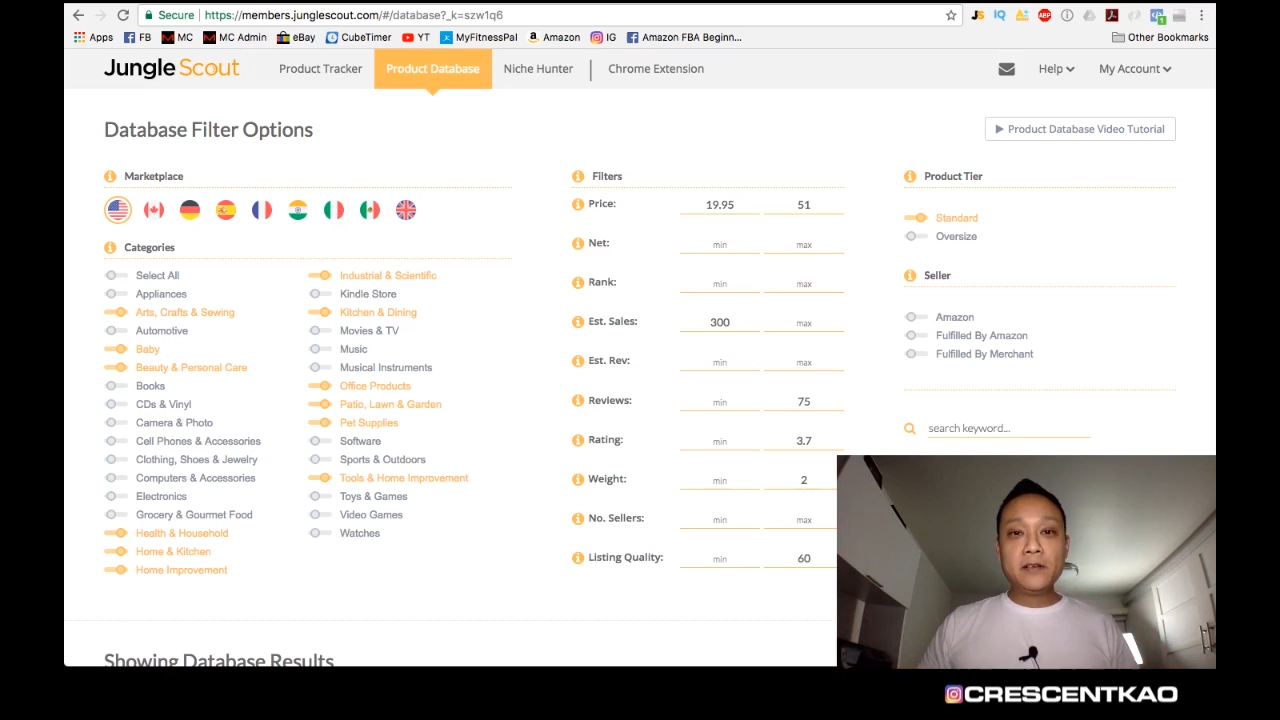 Secure
https://members.junglescout.com/#/database?_k=szw1q6
Apps
FB
MC
MC Admin
eBay
CubeTimer
YT
MyFitnessPal
Amazon
IG
Amazon FBA Beginn...
Other Bookmarks
Jungle Scout
Product Tracker
Product Database
Niche Hunter
Chrome Extension
Help
My Account
Database Filter Options
Product Database Video Tutorial
Marketplace
Categories
Select All
Appliances
Arts, Crafts & Sewing
Automotive
Baby
Beauty & Personal Care
Books
CDs & Vinyl
Camera & Photo
Cell Phones & Accessories
Clothing, Shoes & Jewelry
Computers & Accessories
Electronics
Grocery & Gourmet Food
Health & Household
Home & Kitchen
Home Improvement
Industrial & Scientific
Kindle Store
Kitchen & Dining
Movies & TV
Music
Musical Instruments
Office Products
Patio, Lawn & Garden
Pet Supplies
Software
Sports & Outdoors
Tools & Home Improvement
Toys & Games
Video Games
Watches
Filters
Price: 19.95 51
Net: min max
Rank: min max
Est. Sales: 300 max
Est. Rev: min max
Reviews: min 75
Rating: min 3.7
Weight: min 2
No. Sellers: min max
Listing Quality: min 60
Product Tier
Standard
Oversize
Seller
Amazon
Fulfilled By Amazon
Fulfilled By Merchant
search keyword...
Showing Database Results
CRESCENTKAO